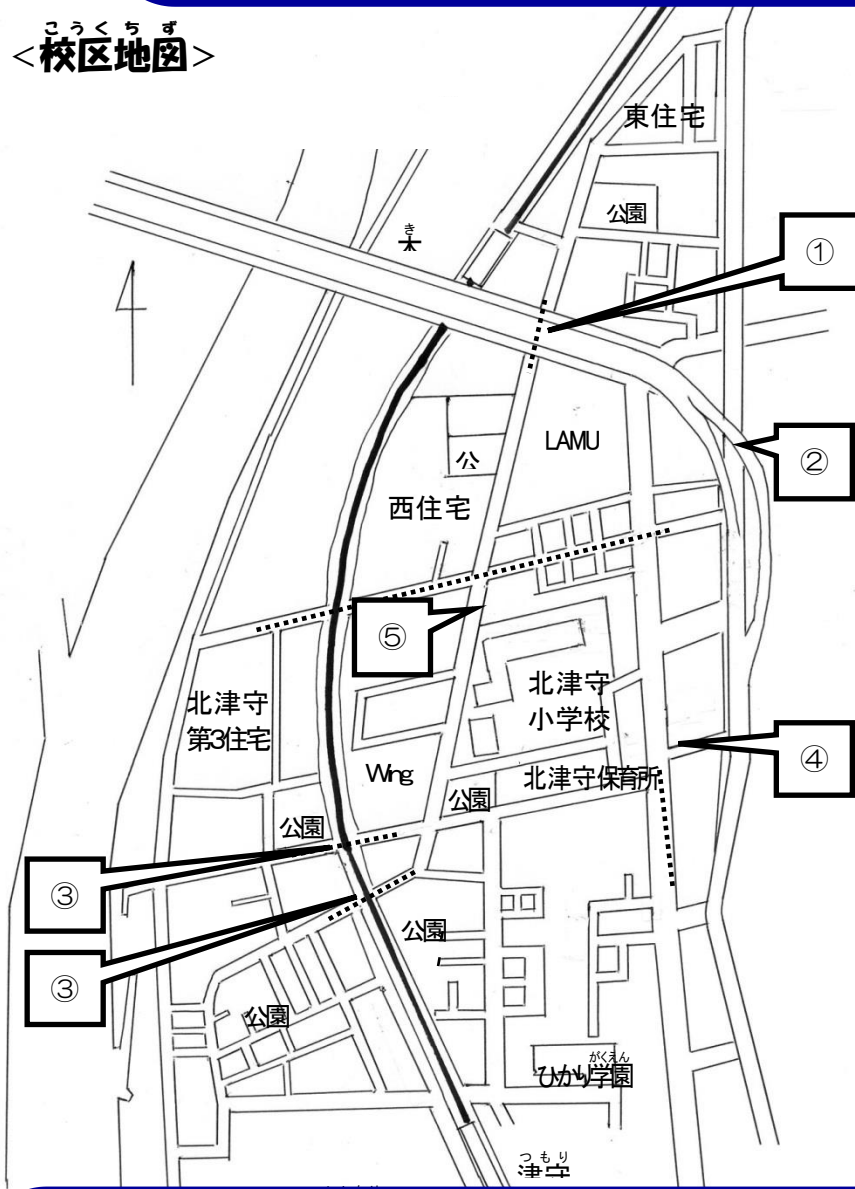 こうくちず
<校区地図>
東住宅
公園
き
木
①
LAMU
②
公
西住宅
⑤
北津守
小学校
北津守
第3住宅
④
Wing
北津守保育所
公園
公園
③
公園
③
公園
がくえん
ひかり学園
つもり
津守